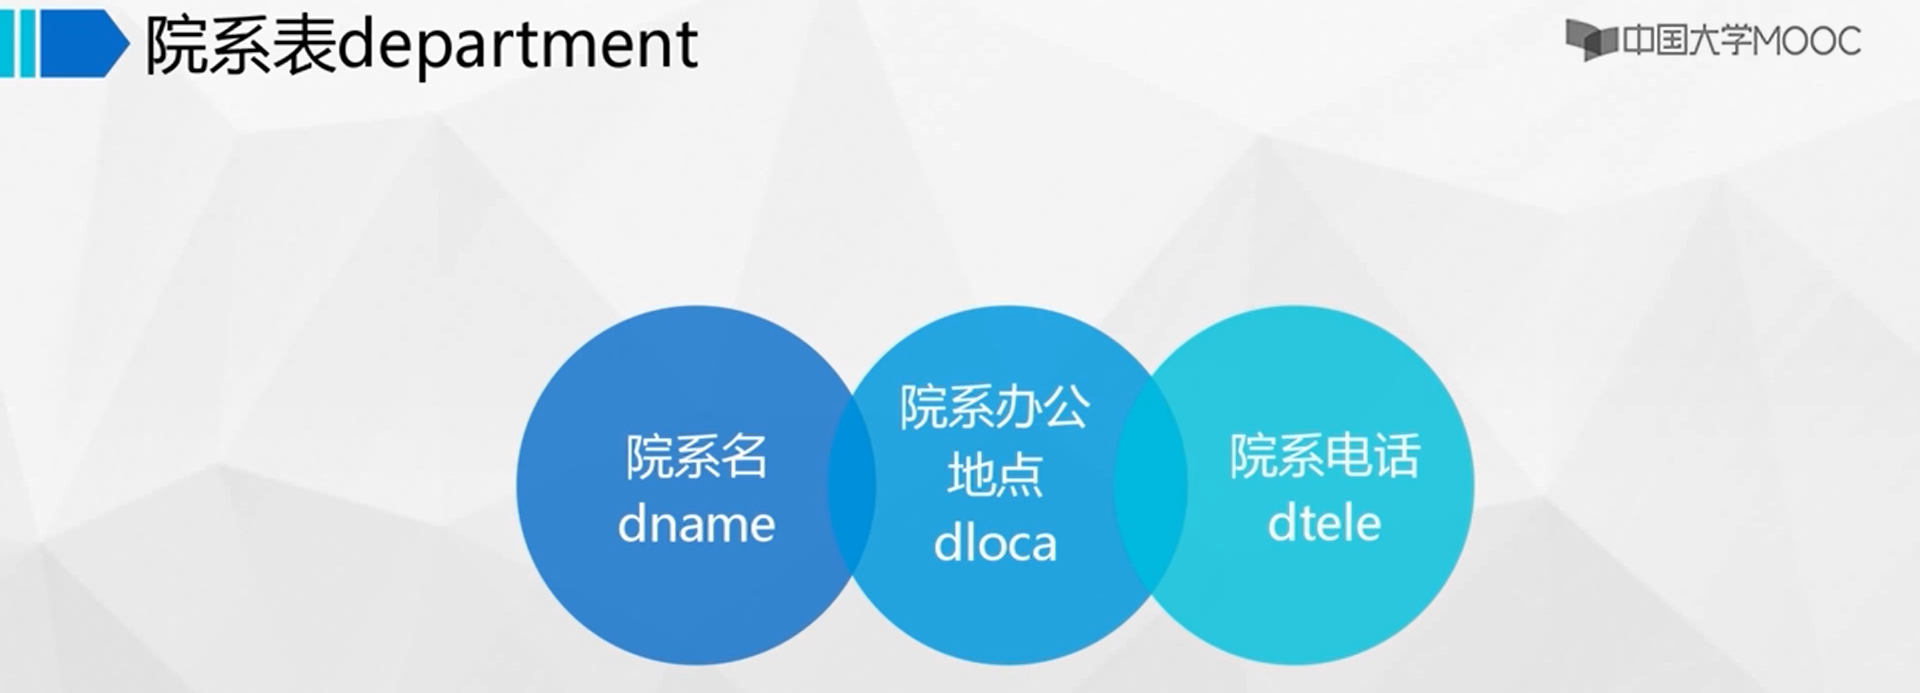 院系表department
中国大学MOOC
院系名
dname
院系办公
地点
dloca
院系电话
dtele